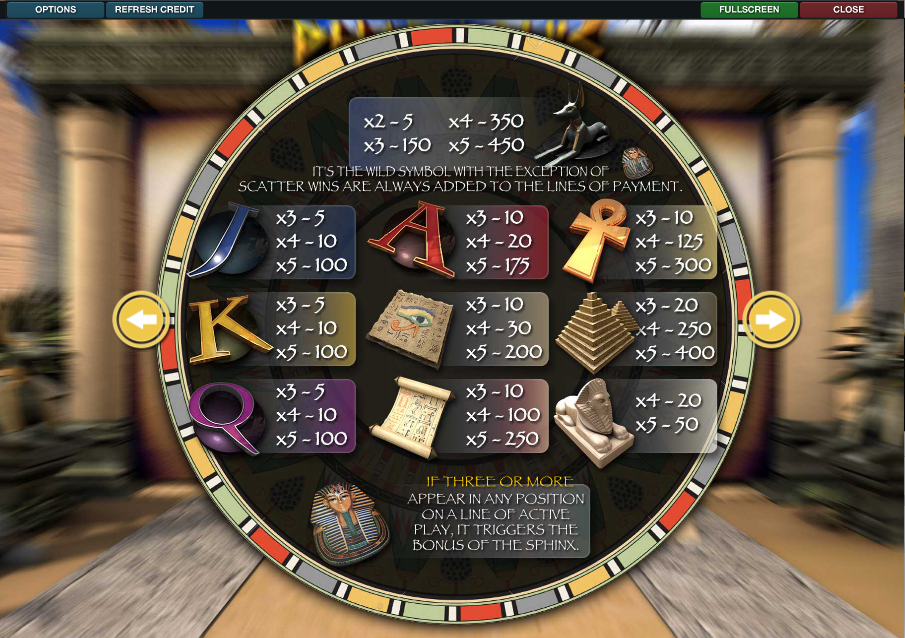 OPTIONS REFRESH CREDIT FULLSCREEN CLOSE
x2 ~ 5 x4 ~ 350
x3 ~ 150 x5 ~ 450
IT'S THE WILD SYMBOL WITH THE EXCEPTION OF
SCATTER WINS ARE ALWAYS ADDED TO THE LINES OF PAYMENT.
J x3 ~ 5
x4 ~ 10
x5 ~ 100
A x3 ~ 10
x4 ~ 20
x5 ~ 175
x3 ~ 10
x4 ~ 125
x5 ~ 300
K x3 ~ 5
x4 ~ 10
x5 ~ 100
x3 ~ 10
x4 ~ 30
x5 ~ 200
x3 ~ 20
x4 ~ 250
x5 ~ 400
Q x3 ~ 5
x4 ~ 10
x5 ~ 100
x3 ~ 10
x4 ~ 100
x5 ~ 250
x4 ~ 20
x5 ~ 50
IF THREE OR MORE
APPEAR IN ANY POSITION
ON A LINE OF ACTIVE
PLAY, IT TRIGGERS THE
BONUS OF THE SPHINX.